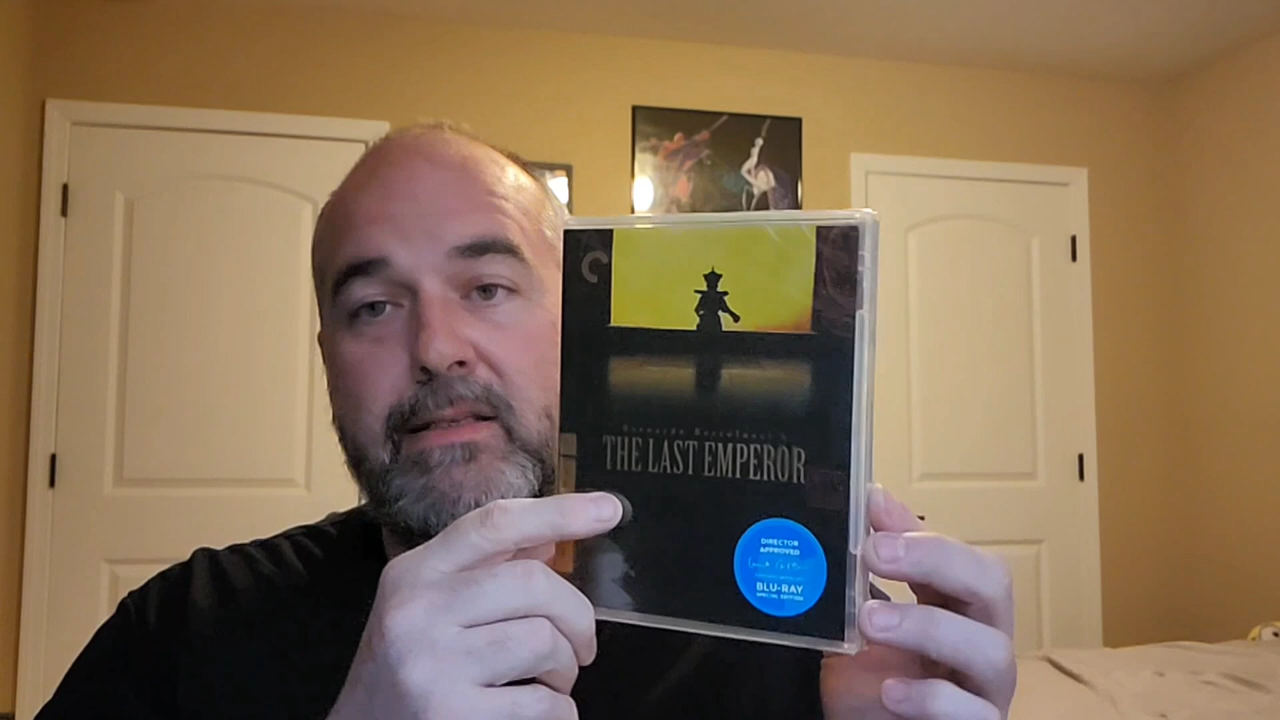 Bernardo Bertolucci's
THE LAST EMPEROR
DIRECTOR
APPROVED
BLU-RAY
SPECIAL EDITION